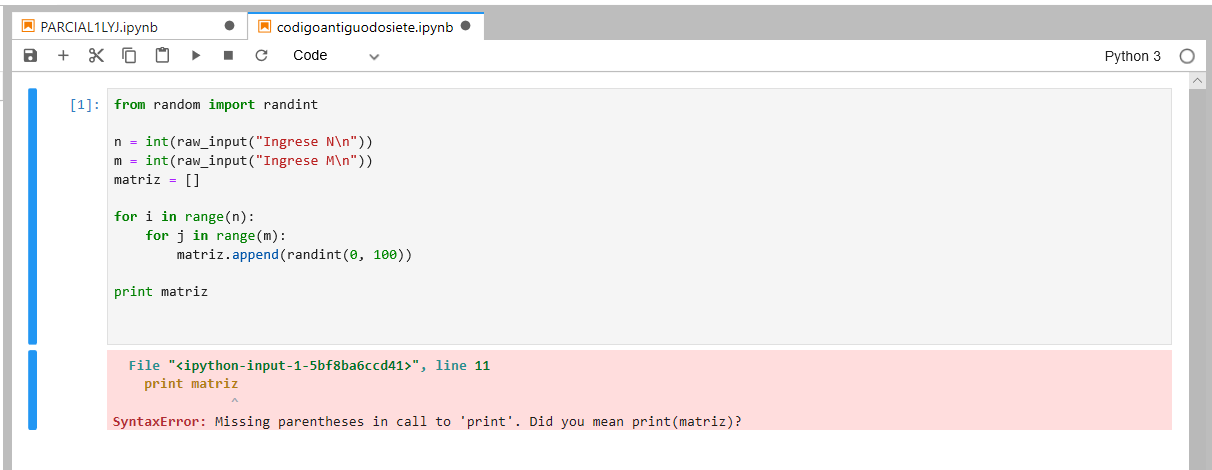 PARCIAL1LYJ.ipynb
codigoantiguodosiete.ipynb
Code
Python 3
[1]:
from random import randint
n = int(raw_input("Ingrese N\n"))
m = int(raw_input("Ingrese M\n"))
matriz = []
for i in range(n):
    for j in range(m):
        matriz.append(randint(0, 100))
print matriz
  File "<ipython-input-1-5bf8ba6ccd41>", line 11
    print matriz
               ^
SyntaxError: Missing parentheses in call to 'print'. Did you mean print(matriz)?